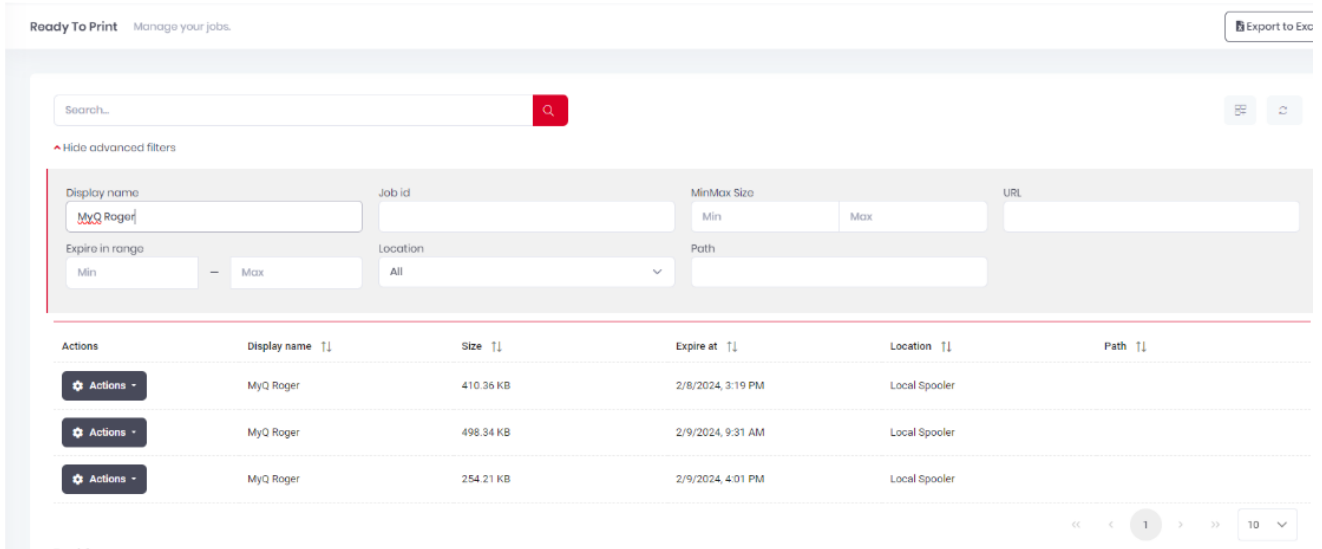 Ready To Print Manage your jobs. Export to Exc
Search...
Hide advanced filters
Display name Job id MinMax Size URL
MyQ Roger Min Max
Expire in range Location Path
Min – Max All
Actions Display name Size Expire at Location Path
Actions MyQ Roger 410.36 KB 2/8/2024, 3:19 PM Local Spooler
Actions MyQ Roger 498.34 KB 2/9/2024, 9:31 AM Local Spooler
Actions MyQ Roger 254.21 KB 2/9/2024, 4:01 PM Local Spooler
<< < 1 > >> 10